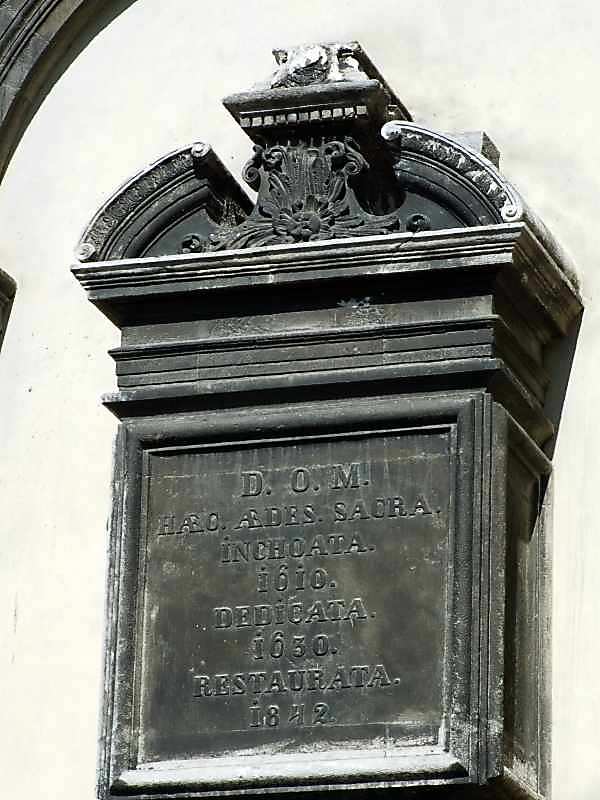 D. O. M.
HÆC. ÆDES. SACRA.
INCHOATA.
1610.
DEDICATA.
1630.
RESTAURATA.
1842.